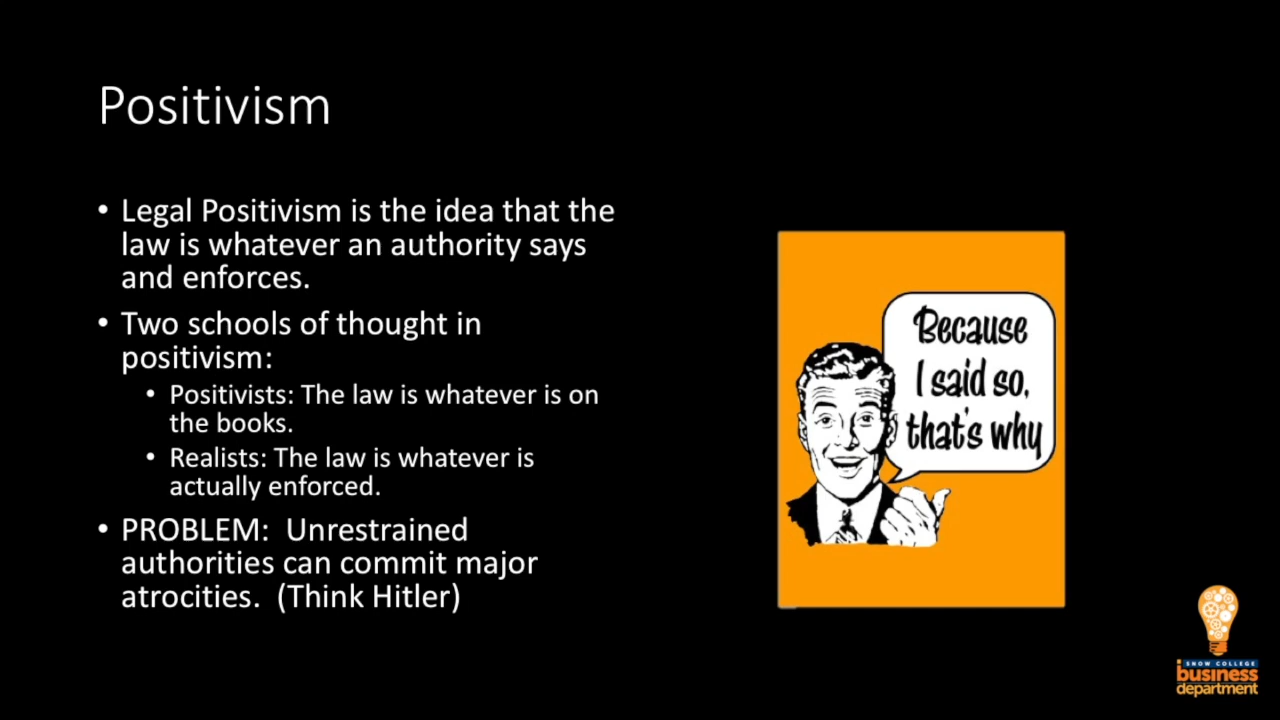 Positivism
• Legal Positivism is the idea that the
law is whatever an authority says
and enforces.
• Two schools of thought in
positivism:
• Positivists: The law is whatever is on
the books.
• Realists: The law is whatever is
actually enforced.
• PROBLEM:  Unrestrained
authorities can commit major
atrocities.  (Think Hitler)
Because
I said so,
that's why
SNOW COLLEGE
business
department